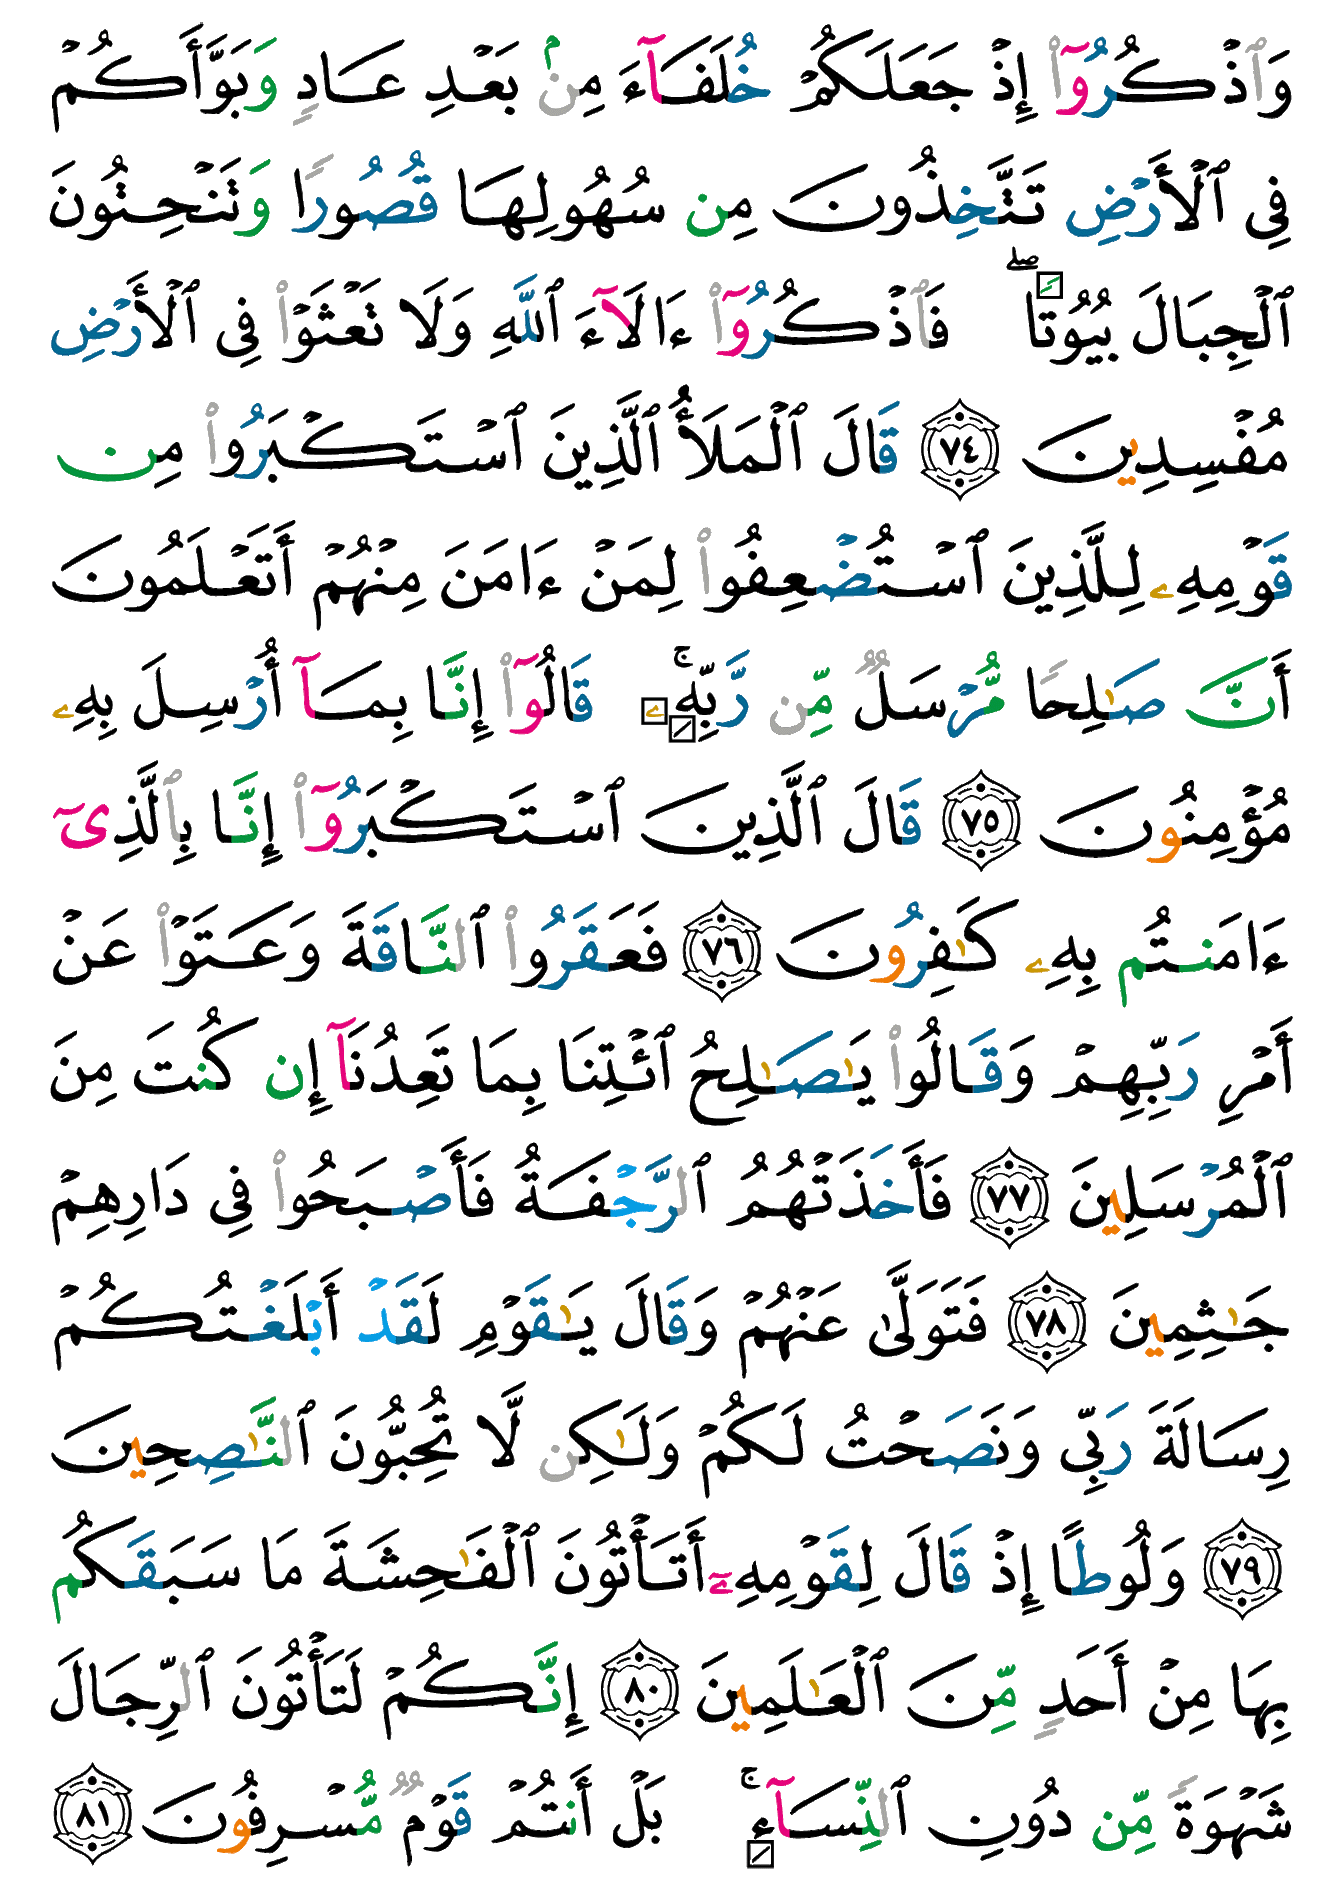 وَٱذْكُرُوٓا۟ إِذْ جَعَلَكُمْ خُلَفَآءَ مِنۢ بَعْدِ عَادٍ وَبَوَّأَكُمْ
فِى ٱلْأَرْضِ تَتَّخِذُونَ مِن سُهُولِهَا قُصُورًا وَتَنْحِتُونَ
ٱلْجِبَالَ بُيُوتًا ۖ فَٱذْكُرُوٓا۟ ءَالَآءَ ٱللَّهِ وَلَا تَعْثَوْا۟ فِى ٱلْأَرْضِ
مُفْسِدِينَ ٧٤ قَالَ ٱلْمَلَأُ ٱلَّذِينَ ٱسْتَكْبَرُوا۟ مِن
قَوْمِهِۦ لِلَّذِينَ ٱسْتُضْعِفُوا۟ لِمَنْ ءَامَنَ مِنْهُمْ أَتَعْلَمُونَ
أَنَّ صَـٰلِحًا مُّرْسَلٌ مِّن رَّبِّهِۦ ۚ قَالُوٓا۟ إِنَّا بِمَآ أُرْسِلَ بِهِۦ
مُؤْمِنُونَ ٧٥ قَالَ ٱلَّذِينَ ٱسْتَكْبَرُوٓا۟ إِنَّا بِٱلَّذِىٓ
ءَامَنتُم بِهِۦ كَـٰفِرُونَ ٧٦ فَعَقَرُوا۟ ٱلنَّاقَةَ وَعَتَوْا۟ عَنْ
أَمْرِ رَبِّهِمْ وَقَالُوا۟ يَـٰصَـٰلِحُ ٱئْتِنَا بِمَا تَعِدُنَآ إِن كُنتَ مِنَ
ٱلْمُرْسَلِينَ ٧٧ فَأَخَذَتْهُمُ ٱلرَّجْفَةُ فَأَصْبَحُوا۟ فِى دَارِهِمْ
جَـٰثِمِينَ ٧٨ فَتَوَلَّىٰ عَنْهُمْ وَقَالَ يَـٰقَوْمِ لَقَدْ أَبْلَغْتُكُمْ
رِسَالَةَ رَبِّى وَنَصَحْتُ لَكُمْ وَلَـٰكِن لَّا تُحِبُّونَ ٱلنَّـٰصِحِينَ
٧٩ وَلُوطًا إِذْ قَالَ لِقَوْمِهِۦٓ أَتَأْتُونَ ٱلْفَـٰحِشَةَ مَا سَبَقَكُم
بِهَا مِنْ أَحَدٍ مِّنَ ٱلْعَـٰلَمِينَ ٨٠ إِنَّكُمْ لَتَأْتُونَ ٱلرِّجَالَ
شَهْوَةً مِّن دُونِ ٱلنِّسَآءِ ۚ بَلْ أَنتُمْ قَوْمٌ مُّسْرِفُونَ ٨١